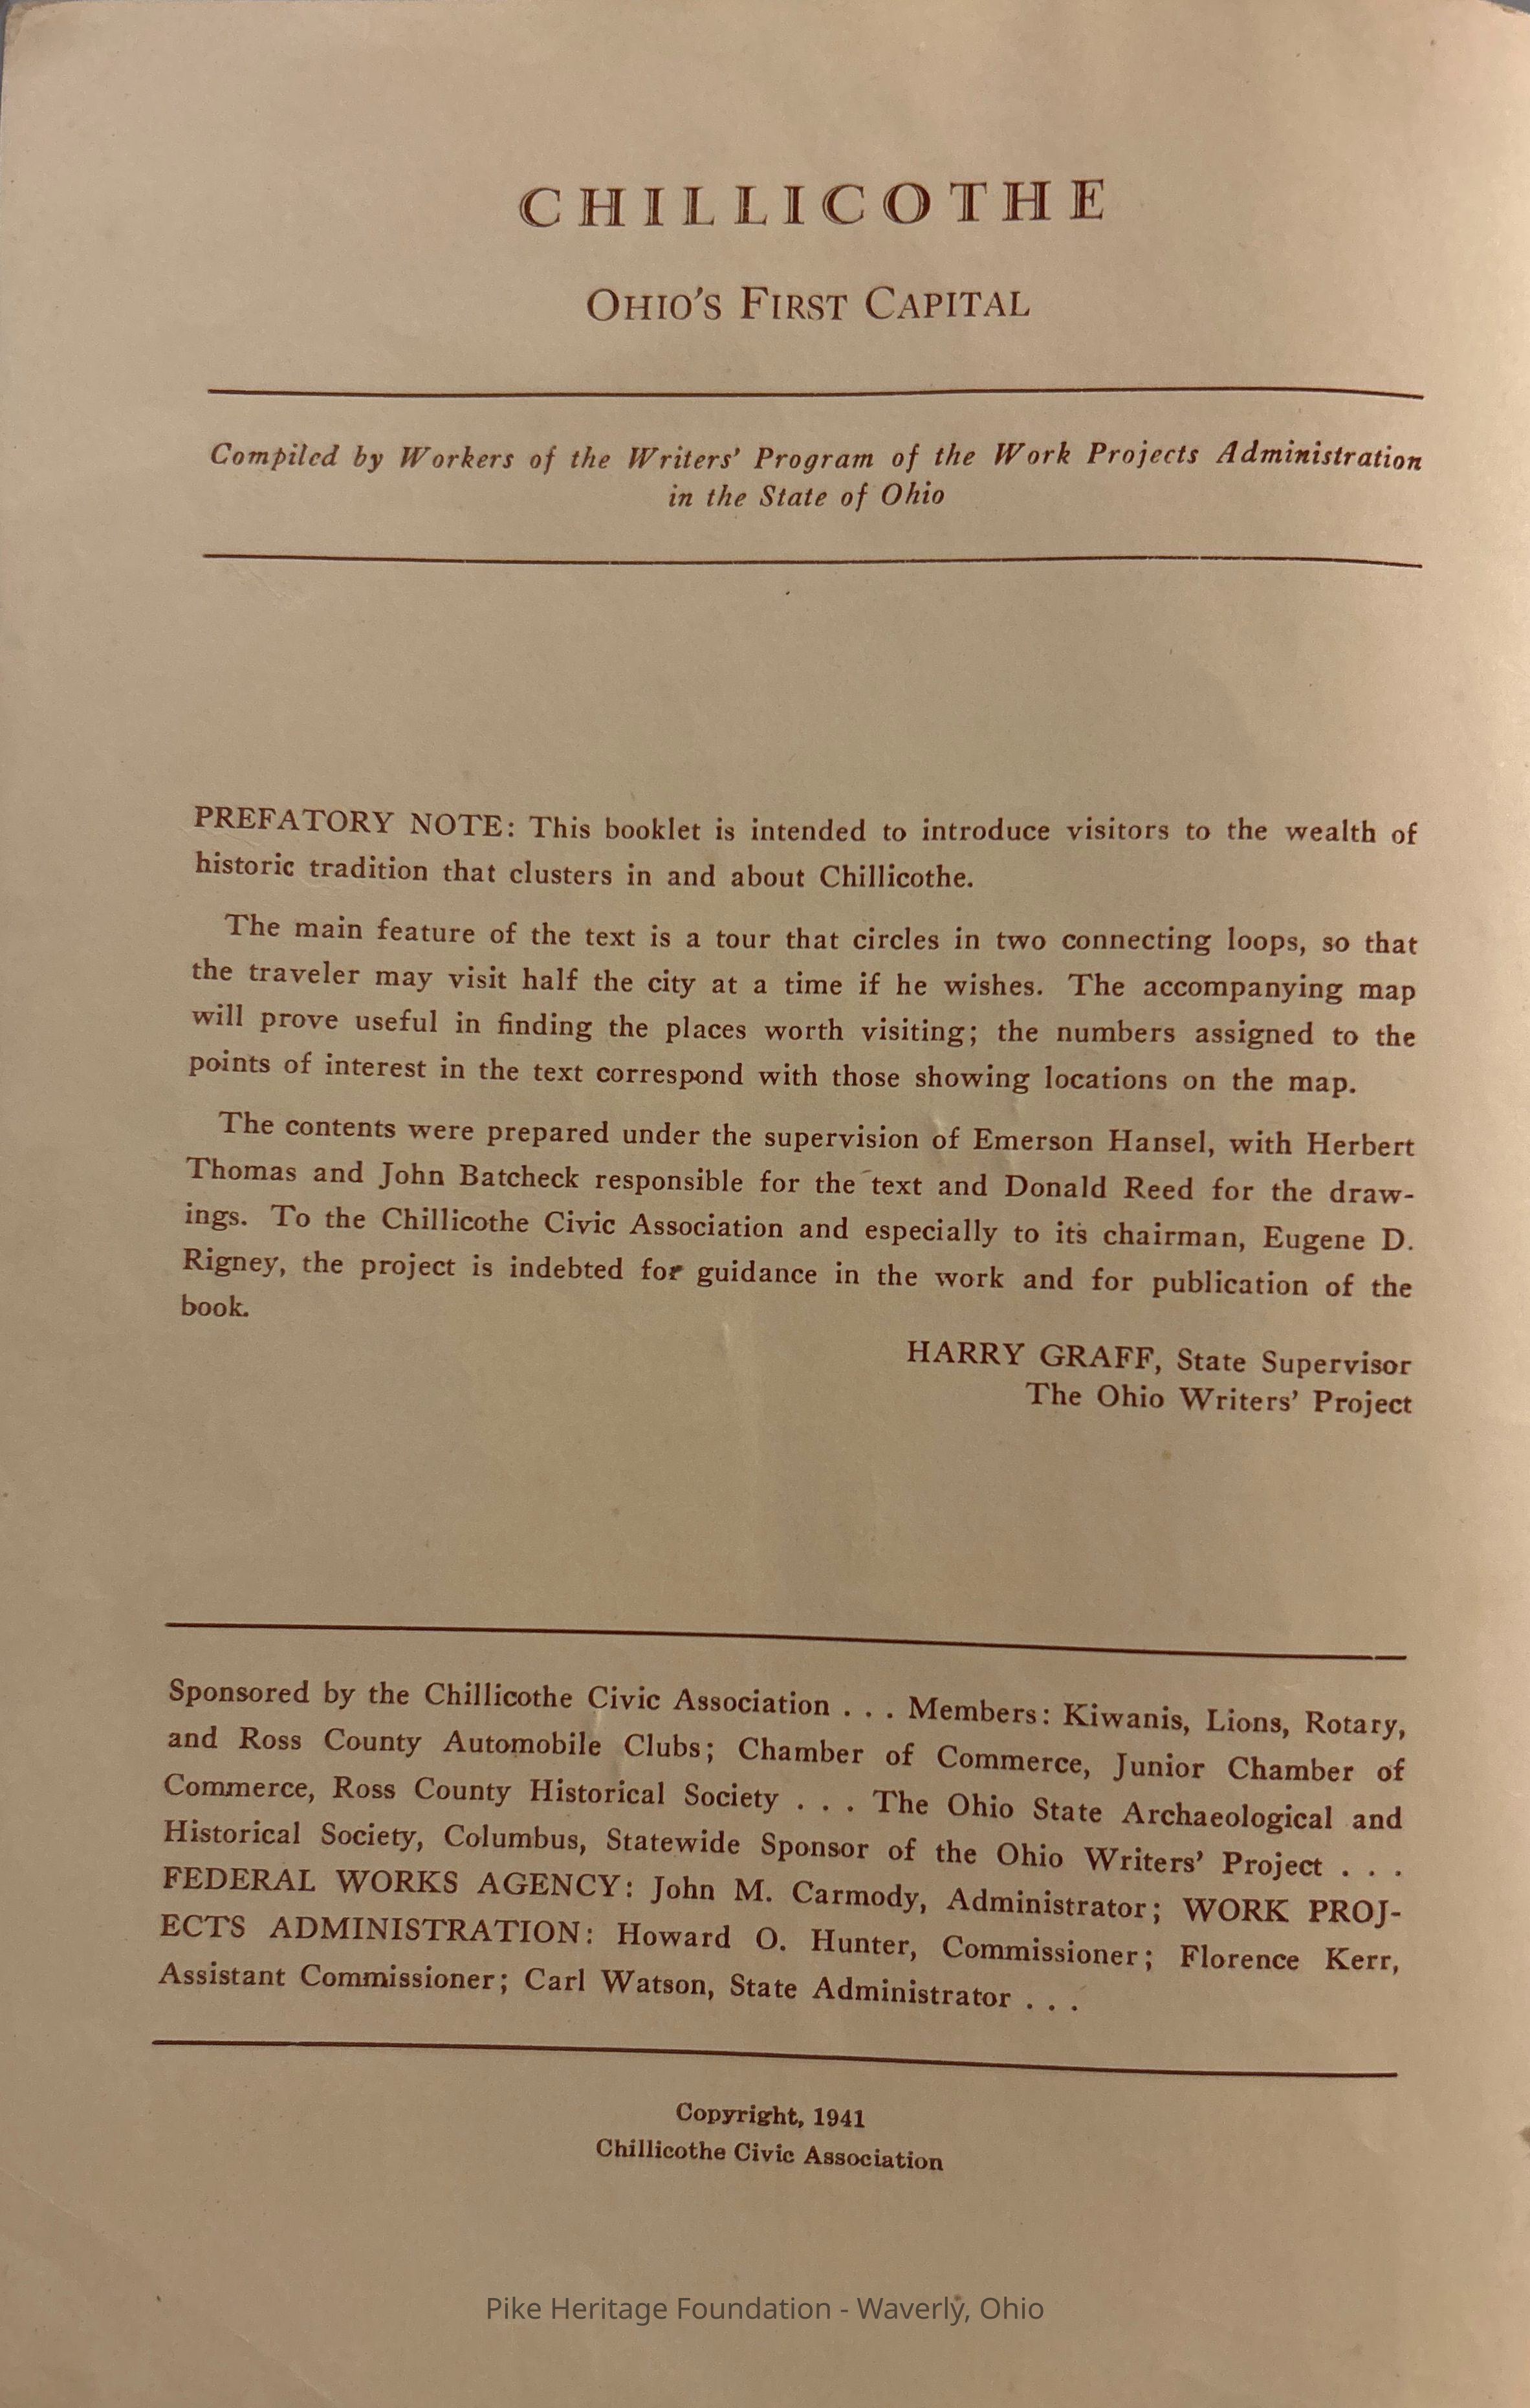 CHILLICOTHE
OHIO'S FIRST CAPITAL
Compiled by Workers of the Writers' Program of the Work Projects Administration
in the State of Ohio
PREFATORY NOTE: This booklet is intended to introduce visitors to the wealth of
historic tradition that clusters in and about Chillicothe.
The main feature of the text is a tour that circles in two connecting loops, so that
the traveler may visit half the city at a time if he wishes. The accompanying map
will prove useful in finding the places worth visiting; the numbers assigned to the
points of interest in the text correspond with those showing locations on the map.
The contents were prepared under the supervision of Emerson Hansel, with Herbert
Thomas and John Batcheck responsible for the text and Donald Reed for the draw-
ings. To the Chillicothe Civic Association and especially to its chairman, Eugene D.
Rigney, the project is indebted for guidance in the work and for publication of the
book.
HARRY GRAFF, State Supervisor
The Ohio Writers' Project
Sponsored by the Chillicothe Civic Association . . . Members: Kiwanis, Lions, Rotary,
and Ross County Automobile Clubs; Chamber of Commerce, Junior Chamber of
Commerce, Ross County Historical Society . . . The Ohio State Archaeological and
Historical Society, Columbus, Statewide Sponsor of the Ohio Writers' Project . . .
FEDERAL WORKS AGENCY: John M. Carmody, Administrator; WORK PROJ-
ECTS ADMINISTRATION: Howard O. Hunter, Commissioner; Florence Kerr,
Assistant Commissioner; Carl Watson, State Administrator . . .
Copyright, 1941
Chillicothe Civic Association
Pike Heritage Foundation - Waverly, Ohio